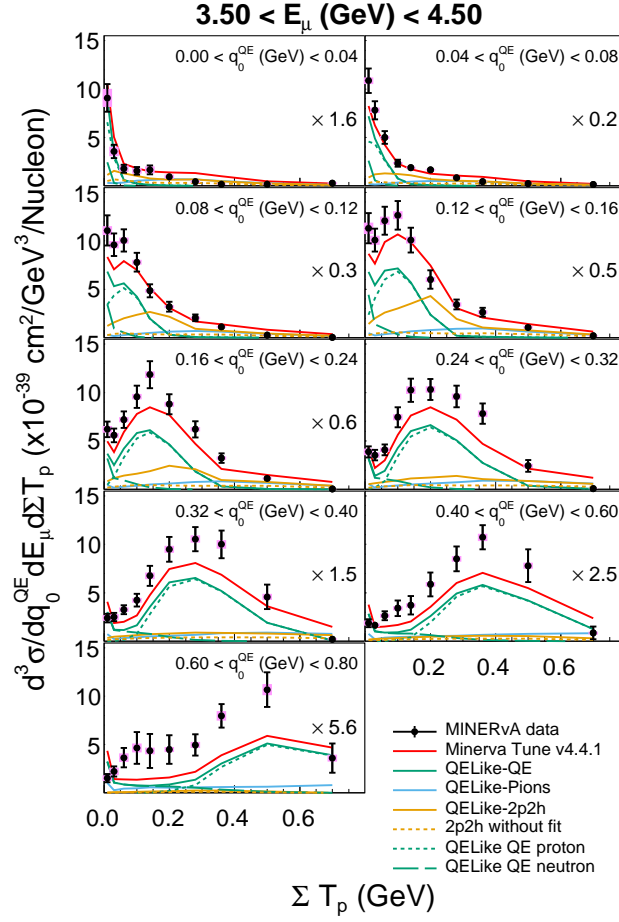 3.50 < E_μ (GeV) < 4.50
0.00 < q_0^QE (GeV) < 0.04
0.04 < q_0^QE (GeV) < 0.08
15
10
5
× 1.6
× 0.2
0.08 < q_0^QE (GeV) < 0.12
0.12 < q_0^QE (GeV) < 0.16
15
10
5
× 0.3
× 0.5
0.16 < q_0^QE (GeV) < 0.24
0.24 < q_0^QE (GeV) < 0.32
15
10
5
× 0.6
× 1.1
0.32 < q_0^QE (GeV) < 0.40
0.40 < q_0^QE (GeV) < 0.60
15
10
5
× 1.5
× 2.5
0.60 < q_0^QE (GeV) < 0.80
0.2 0.4 0.6
15
10
5
× 5.6
0.0 0.2 0.4 0.6
d³σ/dq_0^QE dE_μ dΣT_p (x10⁻³⁹ cm²/GeV³/Nucleon)
Σ T_p (GeV)
MINERvA data
Minerva Tune v4.4.1
QELike-QE
QELike-Pions
QELike-2p2h
2p2h without fit
QELike QE proton
QELike QE neutron